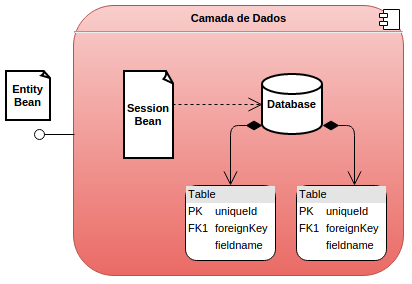 Camada de Dados
Entity
Bean
Session
Bean
Database
Table
PK uniqueId
FK1 foreignKey
fieldname
Table
PK uniqueId
FK1 foreignKey
fieldname